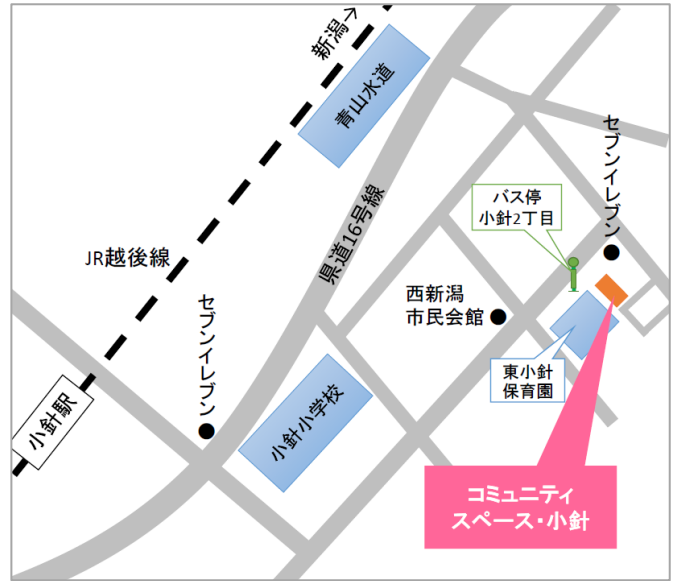 新潟→
青山水道
県道16号線
JR越後線
セブンイレブン
バス停
小針2丁目
西新潟
市民会館
セブンイレブン
小針駅
小針小学校
東小針
保育園
コミュニティ
スペース・小針